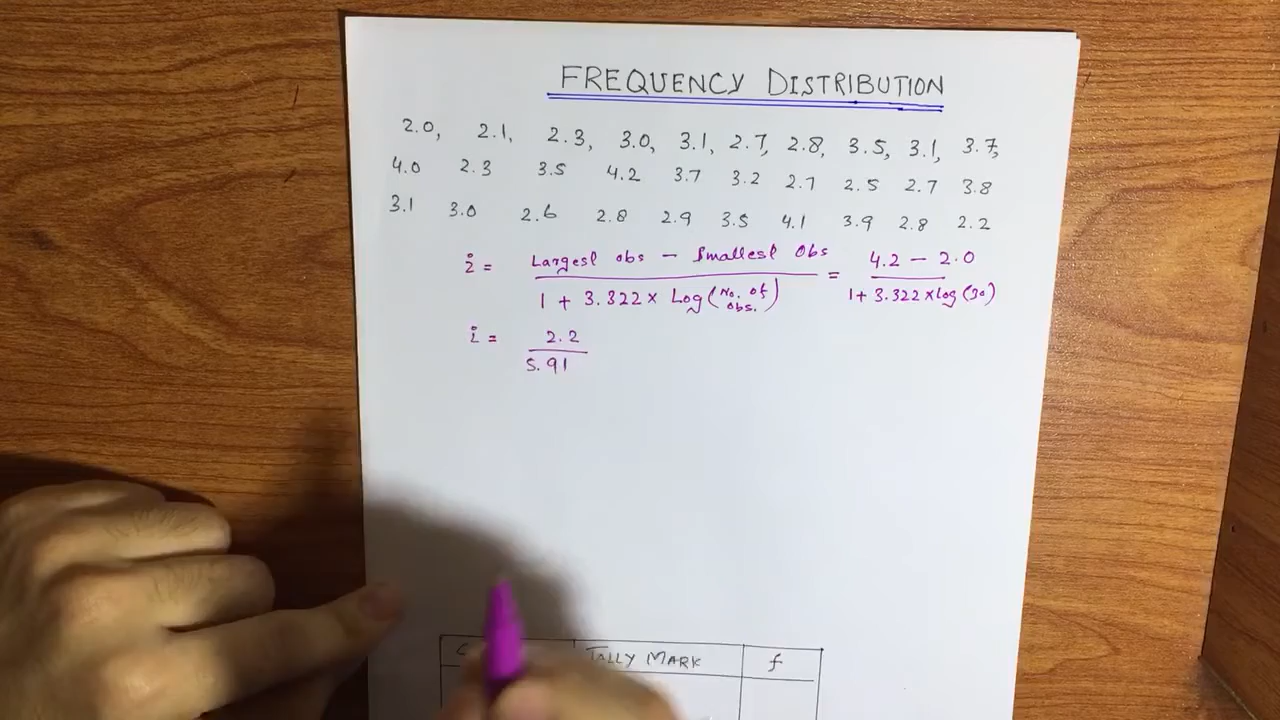 FREQUENCY DISTRIBUTION
2.0, 2.1, 2.3, 3.0, 3.1, 2.7, 2.8, 3.5, 3.1, 3.7,
4.0 2.3 3.5 4.2 3.7 3.2 2.7 2.5 2.7 3.8
3.1 3.0 2.6 2.8 2.9 3.5 4.1 3.9 2.8 2.2
i = Largest obs - Smallest Obs / 1 + 3.322 x Log (No. of obs.) = 4.2 - 2.0 / 1 + 3.322 x log (30)
i = 2.2 / 5.91
TALLY MARK f